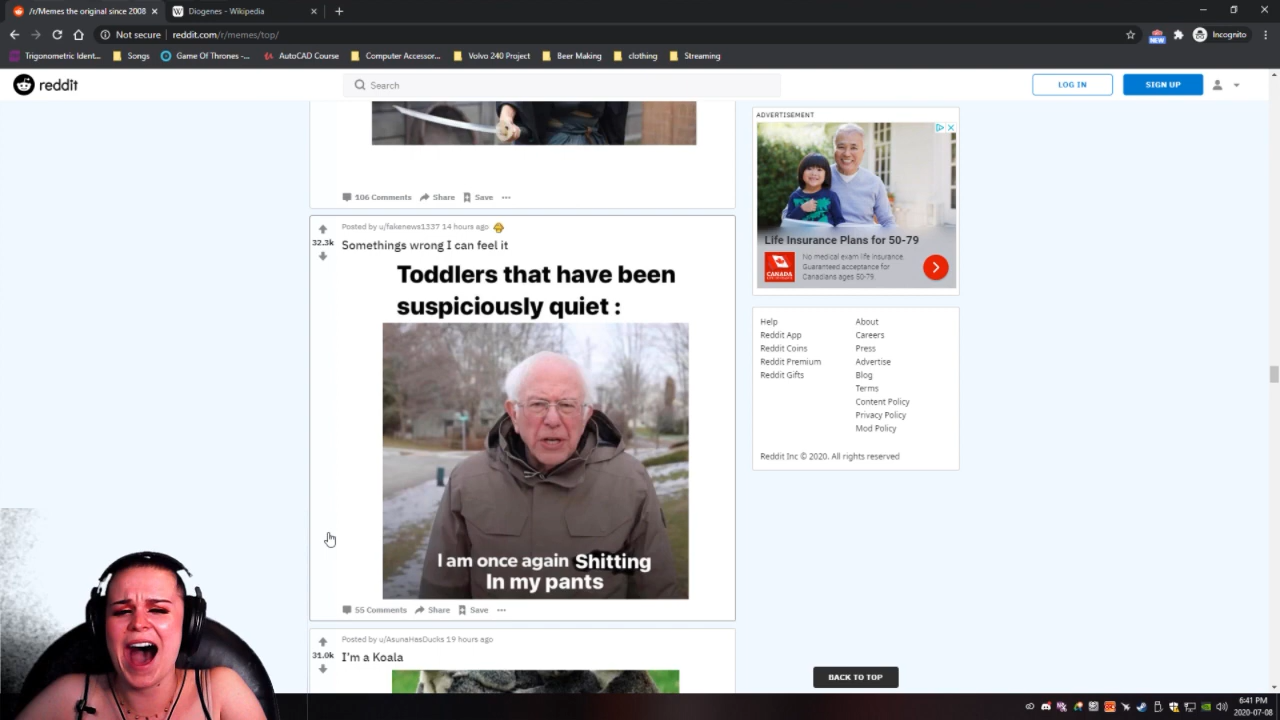 /r/Memes the original since 2008
Diogenes - Wikipedia
Not secure | reddit.com/r/memes/top/
NEW
Incognito
Trigonometric Ident...
Songs
Game Of Thrones -...
AutoCAD Course
Computer Accessor...
Volvo 240 Project
Beer Making
clothing
Streaming
reddit
Search
LOG IN
SIGN UP
106 Comments Share Save
Posted by u/fakenews1337 14 hours ago
32.3k
Somethings wrong I can feel it
Toddlers that have been
suspiciously quiet :
I am once again Shitting
In my pants
55 Comments Share Save
Posted by u/AsunaHasDucks 19 hours ago
31.0k
I'm a Koala
ADVERTISEMENT
Life Insurance Plans for 50-79
CANADA
No medical exam life insurance.
Guaranteed acceptance for
Canadians ages 50-79.
Help
Reddit App
Reddit Coins
Reddit Premium
Reddit Gifts
About
Careers
Press
Advertise
Blog
Terms
Content Policy
Privacy Policy
Mod Policy
Reddit Inc © 2020. All rights reserved
BACK TO TOP
6:41 PM
2020-07-08